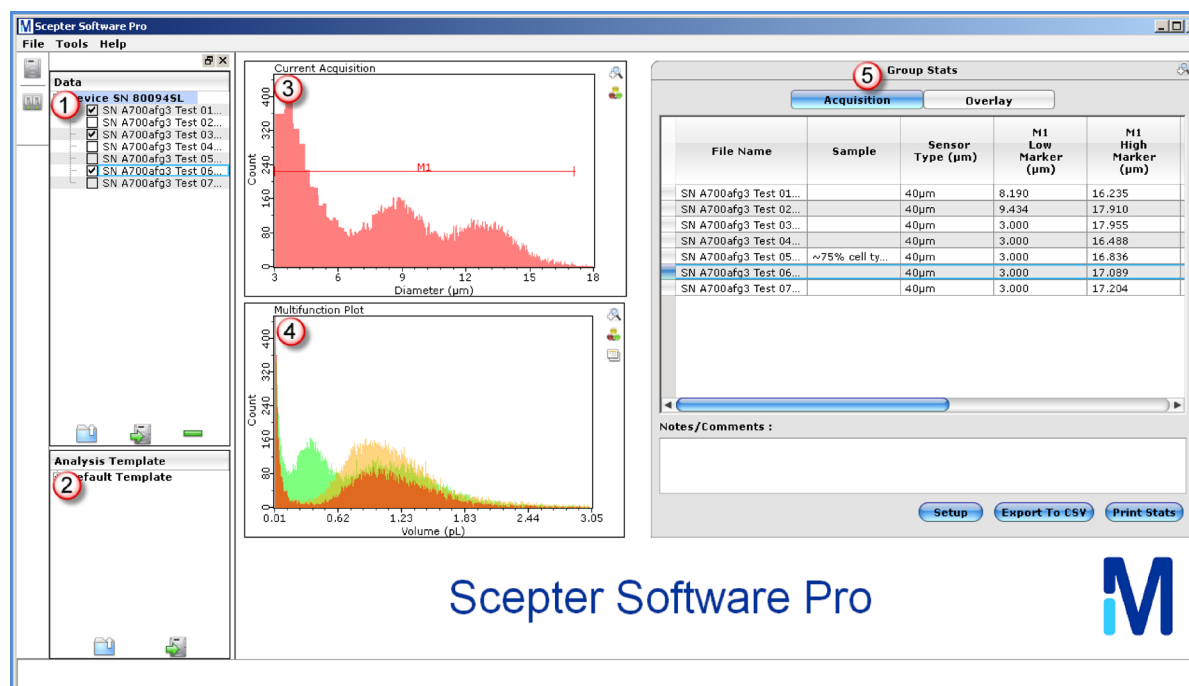 Scepter Software Pro
File Tools Help
Data
1
evice SN 80094SL
SN A700afg3 Test 01...
SN A700afg3 Test 02...
SN A700afg3 Test 03...
SN A700afg3 Test 04...
SN A700afg3 Test 05...
SN A700afg3 Test 06...
SN A700afg3 Test 07...
Analysis Template
2
efault Template
Current Acquisition
3
Count
400
320
240
160
80
0
M1
3 6 9 12 15 18
Diameter (µm)
Multifunction Plot
4
Count
400
320
240
160
80
0
0.01 0.62 1.23 1.83 2.44 3.05
Volume (pL)
5
Group Stats
Acquisition Overlay
File Name Sample Sensor Type (µm) M1 Low Marker (µm) M1 High Marker (µm)
SN A700afg3 Test 01... 40µm 8.190 16.235
SN A700afg3 Test 02... 40µm 9.434 17.910
SN A700afg3 Test 03... 40µm 3.000 17.955
SN A700afg3 Test 04... 40µm 3.000 16.488
SN A700afg3 Test 05... ~75% cell ty... 40µm 3.000 16.836
SN A700afg3 Test 06... 40µm 3.000 17.089
SN A700afg3 Test 07... 40µm 3.000 17.204
Notes/Comments :
Setup Export To CSV Print Stats
Scepter Software Pro
M